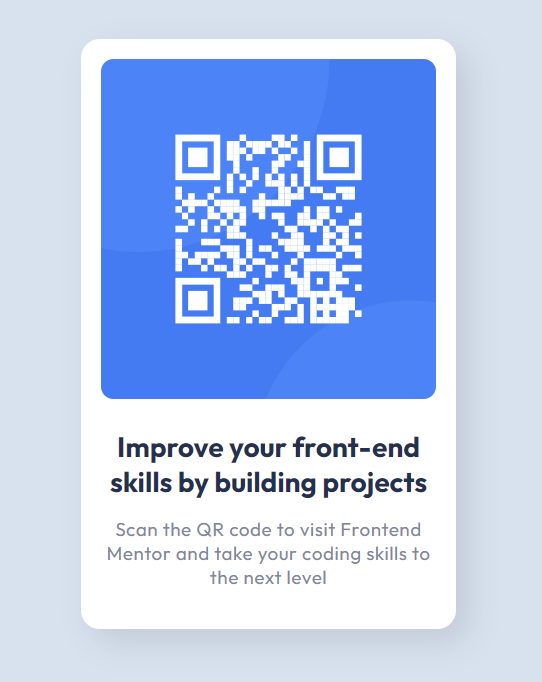 Improve your front-end
skills by building projects
Scan the QR code to visit Frontend
Mentor and take your coding skills to
the next level